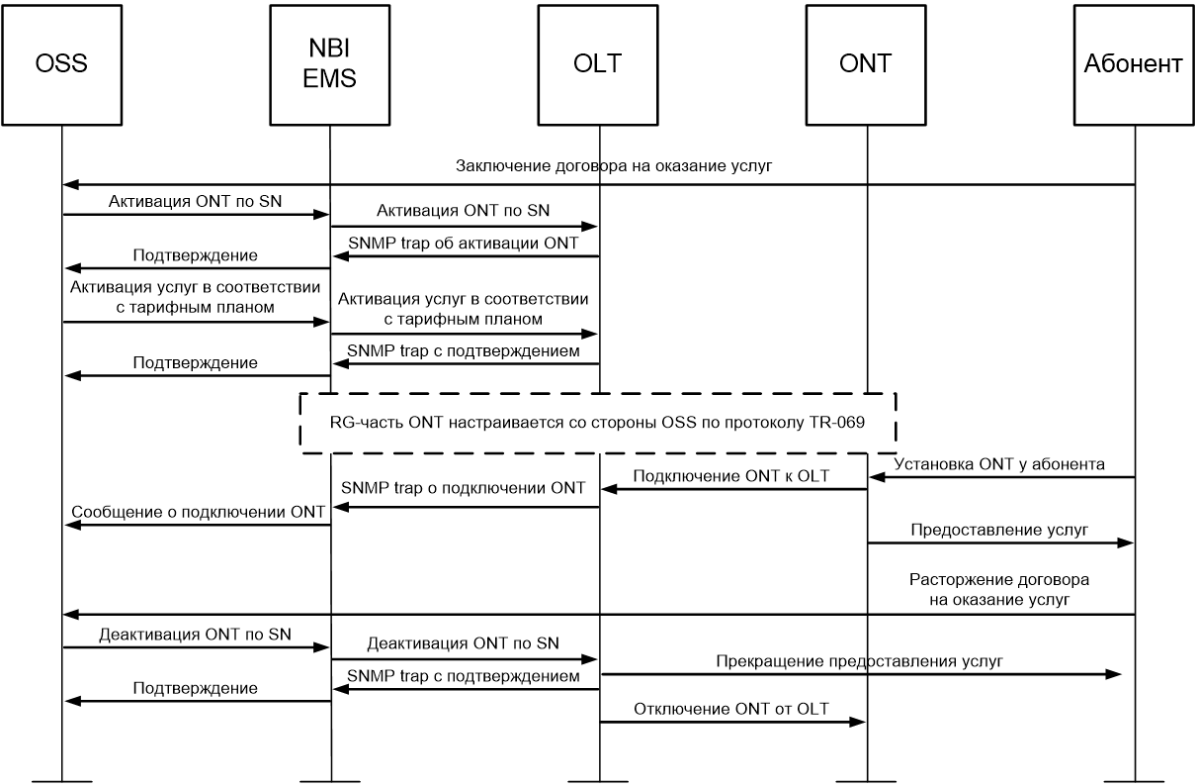 OSS
NBI
EMS
OLT
ONT
Абонент
Заключение договора на оказание услуг
Активация ONT по SN
Активация ONT по SN
SNMP trap об активации ONT
Подтверждение
Активация услуг в соответствии
с тарифным планом
Активация услуг в соответствии
с тарифным планом
SNMP trap с подтверждением
Подтверждение
RG-часть ONT настраивается со стороны OSS по протоколу TR-069
Установка ONT у абонента
Подключение ONT к OLT
SNMP trap о подключении ONT
Сообщение о подключении ONT
Предоставление услуг
Расторжение договора
на оказание услуг
Деактивация ONT по SN
Деактивация ONT по SN
Прекращение предоставления услуг
SNMP trap с подтверждением
Подтверждение
Отключение ONT от OLT